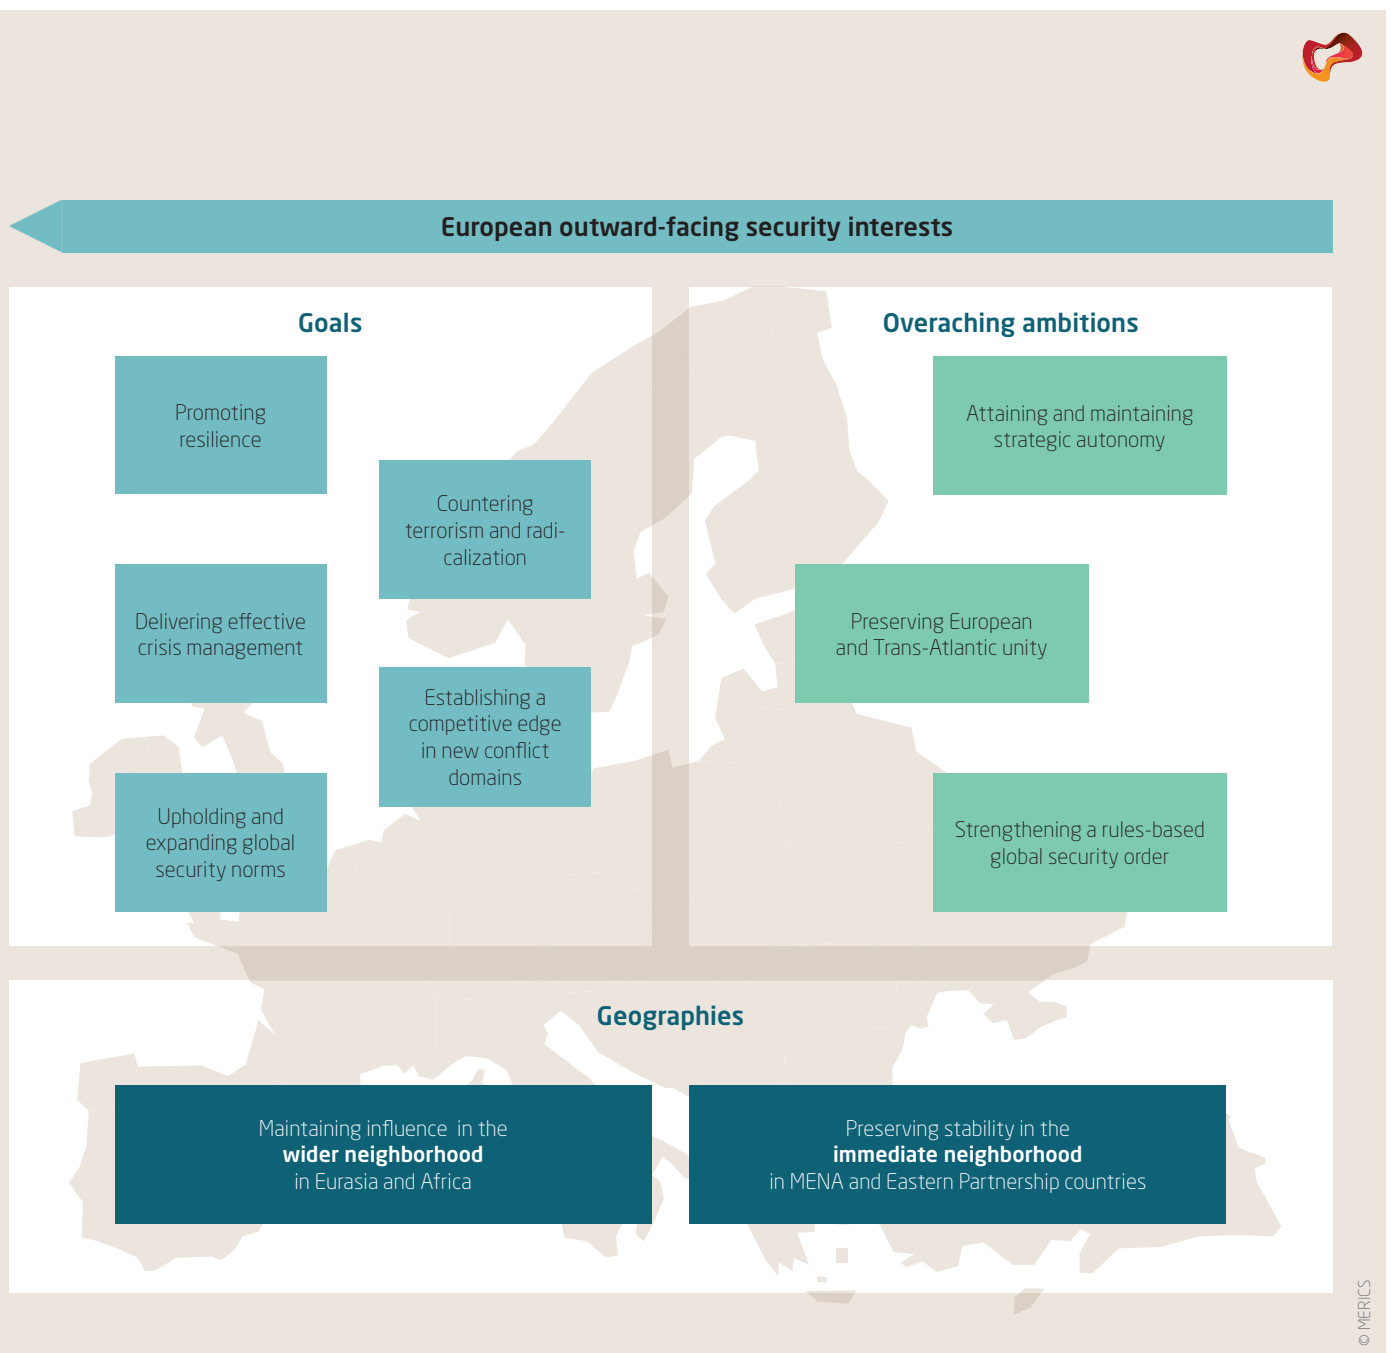 European outward-facing security interests
Goals
Promoting
resilience
Countering
terrorism and radi-
calization
Delivering effective
crisis management
Establishing a
competitive edge
in new conflict
domains
Upholding and
expanding global
security norms
Overaching ambitions
Attaining and maintaining
strategic autonomy
Preserving European
and Trans-Atlantic unity
Strengthening a rules-based
global security order
Geographies
Maintaining influence in the
wider neighborhood
in Eurasia and Africa
Preserving stability in the
immediate neighborhood
in MENA and Eastern Partnership countries
© MERICS